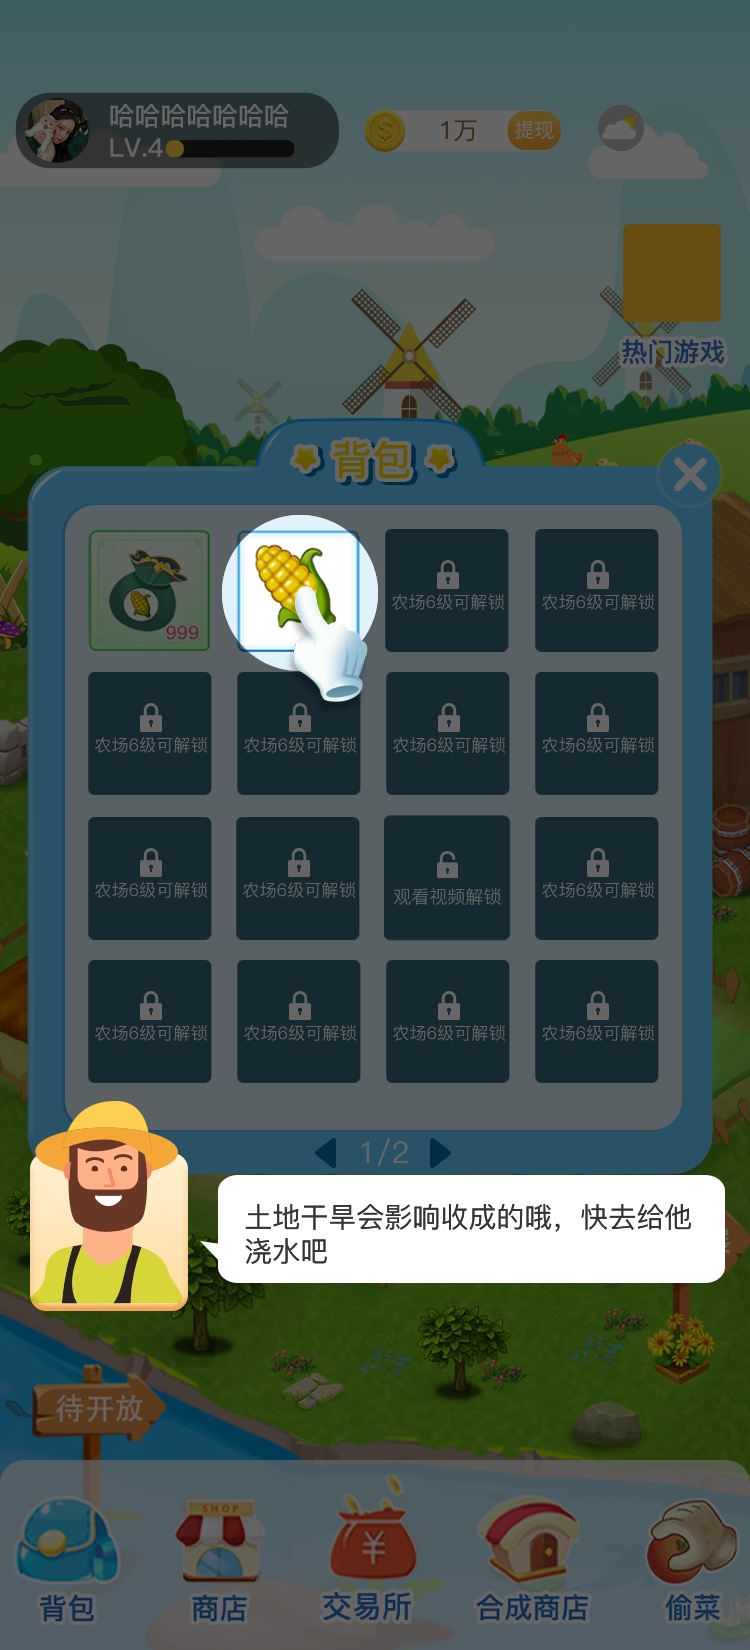 哈哈哈哈哈哈哈
LV.4
1万
提现
热门游戏
背包
999
农场6级可解锁
农场6级可解锁
农场6级可解锁
农场6级可解锁
农场6级可解锁
农场6级可解锁
农场6级可解锁
农场6级可解锁
观看视频解锁
农场6级可解锁
农场6级可解锁
农场6级可解锁
农场6级可解锁
农场6级可解锁
1/2
土地干旱会影响收成的哦，快去给他
浇水吧
待开放
SHOP
背包
商店
交易所
合成商店
偷菜